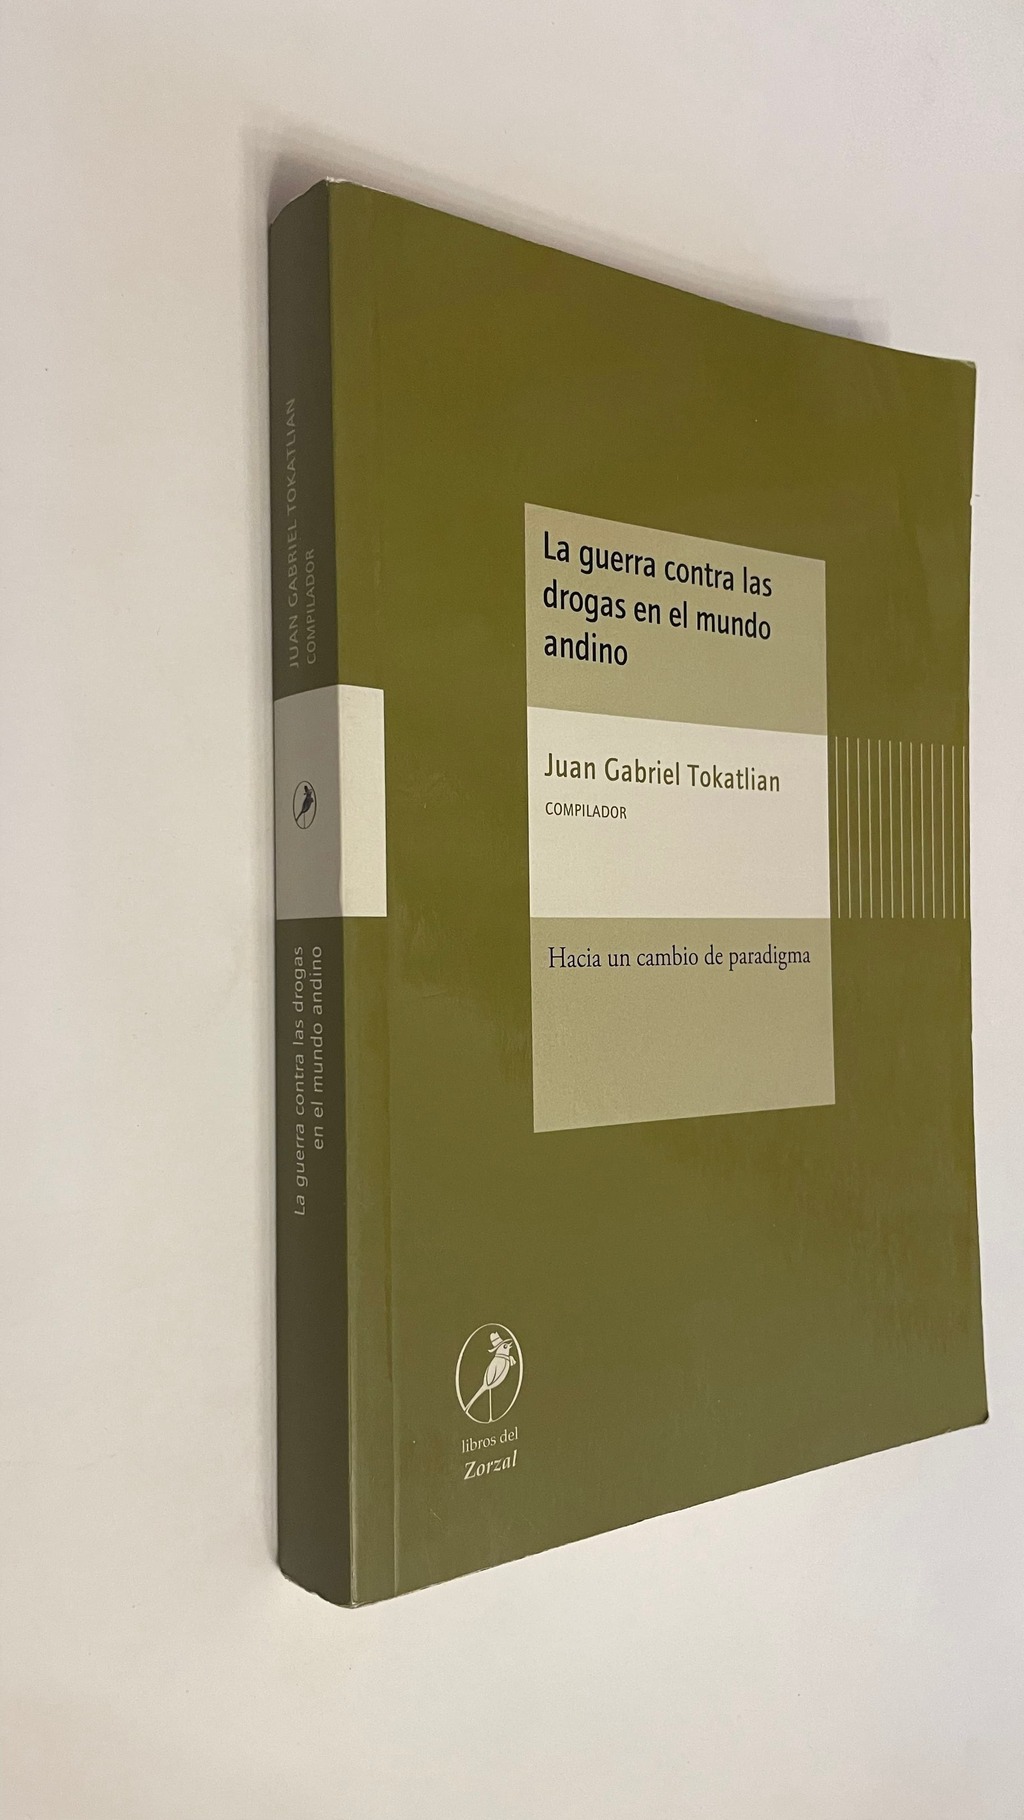 JUAN GABRIEL TOKATLIAN
COMPILADOR
La guerra contra las drogas
en el mundo andino
La guerra contra las
drogas en el mundo
andino
Juan Gabriel Tokatlian
COMPILADOR
Hacia un cambio de paradigma
libros del
Zorzal